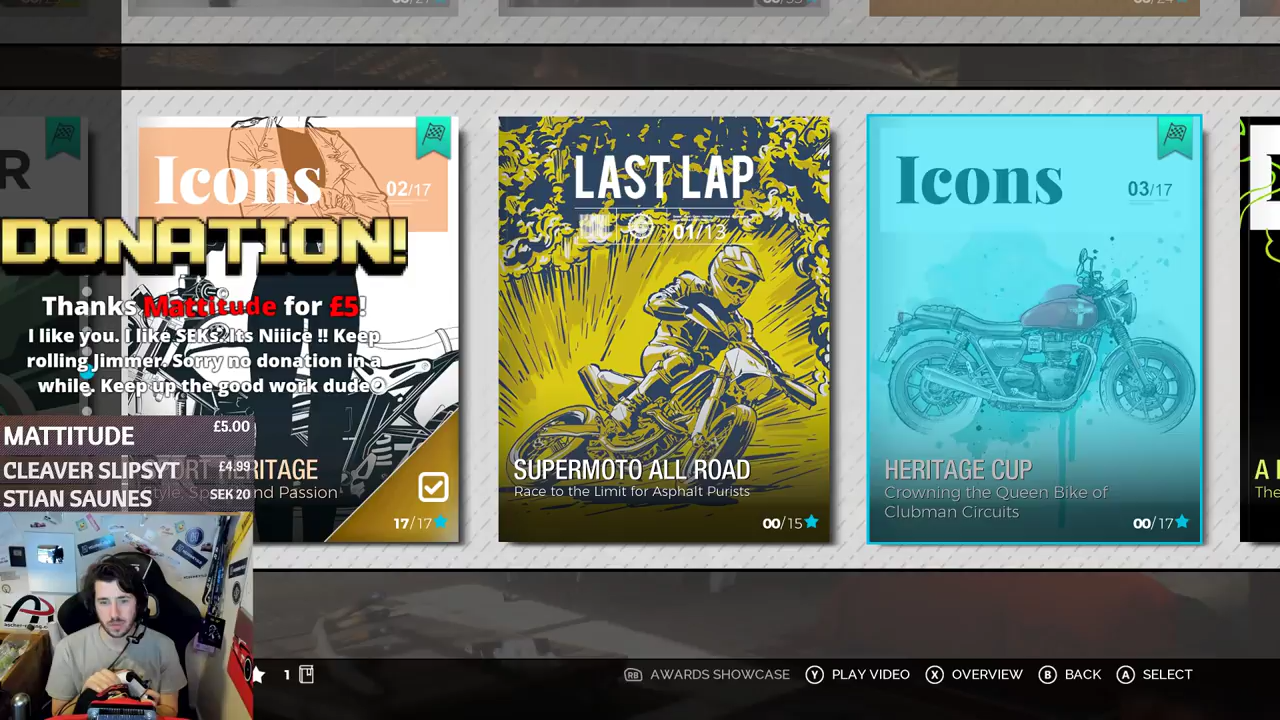 Icons
02/17
DONATION!
Thanks Mattitude for £5!
I like you. I like SEKs. Its Niiice !! Keep
rolling Jimmer. Sorry no donation in a
while. Keep up the good work dude
MATTITUDE £5.00
CLEAVER SLIPSYT £4.99
STIAN SAUNES SEK 20
and Passion
17/17
LAST LAP
01/13
SUPERMOTO ALL ROAD
Race to the Limit for Asphalt Purists
00/15
Icons
03/17
HERITAGE CUP
Crowning the Queen Bike of
Clubman Circuits
00/17
1
RB AWARDS SHOWCASE Y PLAY VIDEO X OVERVIEW B BACK A SELECT